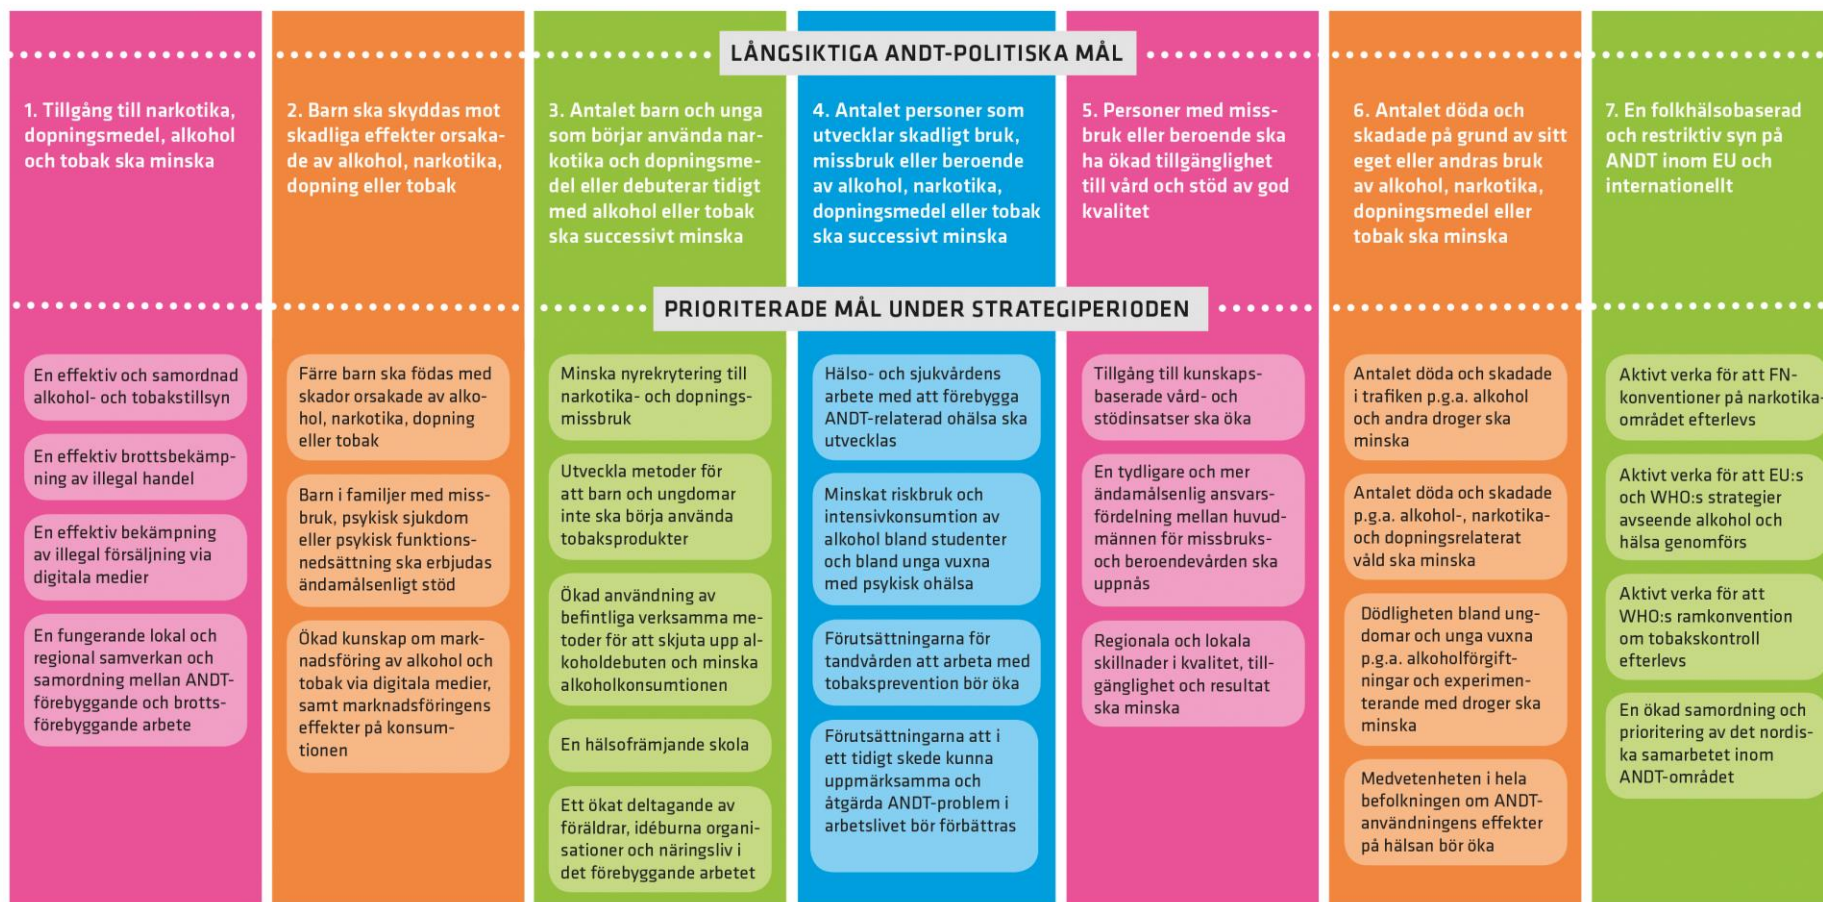 LÅNGSIKTIGA ANDT-POLITISKA MÅL
1. Tillgång till narkotika,
dopningsmedel, alkohol
och tobak ska minska
2. Barn ska skyddas mot
skadliga effekter orsaka-
de av alkohol, narkotika,
dopning eller tobak
3. Antalet barn och unga
som börjar använda nar-
kotika och dopningsme-
del eller debuterar tidigt
med alkohol eller tobak
ska successivt minska
4. Antalet personer som
utvecklar skadligt bruk,
missbruk eller beroende
av alkohol, narkotika,
dopningsmedel eller tobak
ska successivt minska
5. Personer med miss-
bruk eller beroende ska
ha ökad tillgänglighet
till vård och stöd av god
kvalitet
6. Antalet döda och
skadade på grund av sitt
eget eller andras bruk
av alkohol, narkotika,
dopningsmedel eller
tobak ska minska
7. En folkhälsobaserad
och restriktiv syn på
ANDT inom EU och
internationellt
PRIORITERADE MÅL UNDER STRATEGIPERIODEN
En effektiv och samordnad
alkohol- och tobakstillsyn
En effektiv brottsbekämp-
ning av illegal handel
En effektiv bekämpning
av illegal försäljning via
digitala medier
En fungerande lokal och
regional samverkan och
samordning mellan ANDT-
förebyggande och brotts-
förebyggande arbete
Färre barn ska födas med
skador orsakade av alko-
hol, narkotika, dopning
eller tobak
Barn i familjer med miss-
bruk, psykisk sjukdom
eller psykisk funktions-
nedsättning ska erbjudas
ändamålsenligt stöd
Ökad kunskap om mark-
nadsföring av alkohol och
tobak via digitala medier,
samt marknadsföringens
effekter på konsum-
tionen
Minska nyrekrytering till
narkotika- och dopnings-
missbruk
Utveckla metoder för
att barn och ungdomar
inte ska börja använda
tobaksprodukter
Ökad användning av
befintliga verksamma me-
toder för att skjuta upp al-
koholdebuten och minska
alkoholkonsumtionen
En hälsofrämjande skola
Ett ökat deltagande av
föräldrar, idéburna organi-
sationer och näringsliv i
det förebyggande arbetet
Hälso- och sjukvårdens
arbete med att förebygga
ANDT-relaterad ohälsa ska
utvecklas
Minskat riskbruk och
intensivkonsumtion av
alkohol bland studenter
och bland unga vuxna
med psykisk ohälsa
Förutsättningarna för
tandvården att arbeta med
tobaksprevention bör öka
Förutsättningarna att i
ett tidigt skede kunna
uppmärksamma och
åtgärda ANDT-problem i
arbetslivet bör förbättras
Tillgång till kunskaps-
baserade vård- och
stödinsatser ska öka
En tydligare och mer
ändamålsenlig ansvars-
fördelning mellan huvud-
männen för missbruks-
och beroendevården ska
uppnås
Regionala och lokala
skillnader i kvalitet, till-
gänglighet och resultat
ska minska
Antalet döda och skadade
i trafiken p.g.a. alkohol
och andra droger ska
minska
Antalet döda och skadade
p.g.a. alkohol-, narkotika-
och dopningsrelaterat
våld ska minska
Dödligheten bland ung-
domar och unga vuxna
p.g.a. alkoholförgift-
ningar och experimen-
terande med droger ska
minska
Medvetenheten i hela
befolkningen om ANDT-
användningens effekter
på hälsan bör öka
Aktivt verka för att FN-
konventioner på narkotika-
området efterlevs
Aktivt verka för att EU:s
och WHO:s strategier
avseende alkohol och
hälsa genomförs
Aktivt verka för att
WHO:s ramkonvention
om tobakskontroll
efterlevs
En ökad samordning och
prioritering av det nordis-
ka samarbetet inom
ANDT-området